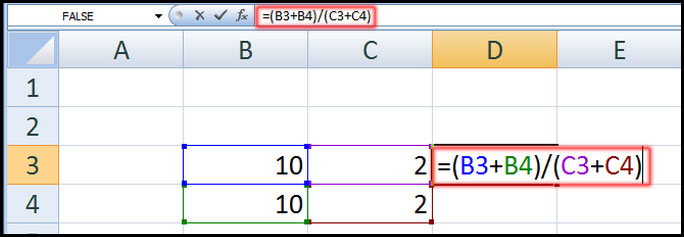 FALSE fx =(B3+B4)/(C3+C4)
A B C D E
1
2
3 10 2 =(B3+B4)/(C3+C4)
4 10 2